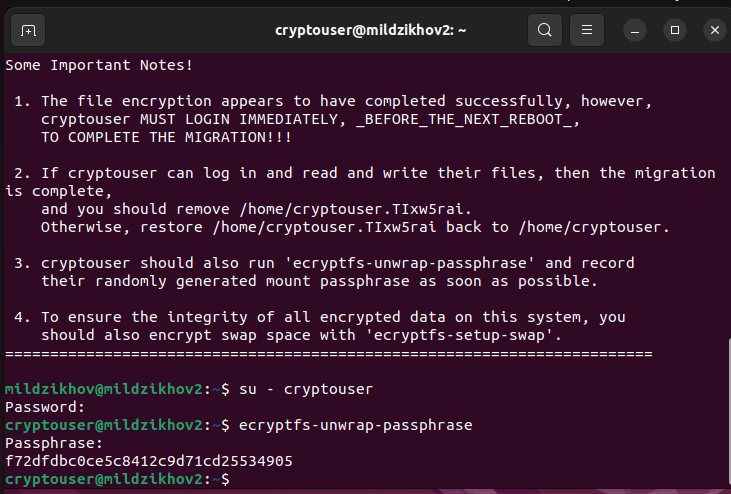 cryptouser@mildzikhov2: ~
Some Important Notes!
1. The file encryption appears to have completed successfully, however,
cryptouser MUST LOGIN IMMEDIATELY, _BEFORE_THE_NEXT_REBOOT_,
TO COMPLETE THE MIGRATION!!!
2. If cryptouser can log in and read and write their files, then the migration
is complete,
and you should remove /home/cryptouser.TIxw5rai.
Otherwise, restore /home/cryptouser.TIxw5rai back to /home/cryptouser.
3. cryptouser should also run 'ecryptfs-unwrap-passphrase' and record
their randomly generated mount passphrase as soon as possible.
4. To ensure the integrity of all encrypted data on this system, you
should also encrypt swap space with 'ecryptfs-setup-swap'.
========================================================================
mildzikhov@mildzikhov2:~$ su - cryptouser
Password:
cryptouser@mildzikhov2:~$ ecryptfs-unwrap-passphrase
Passphrase:
f72dfdbc0ce5c8412c9d71cd25534905
cryptouser@mildzikhov2:~$